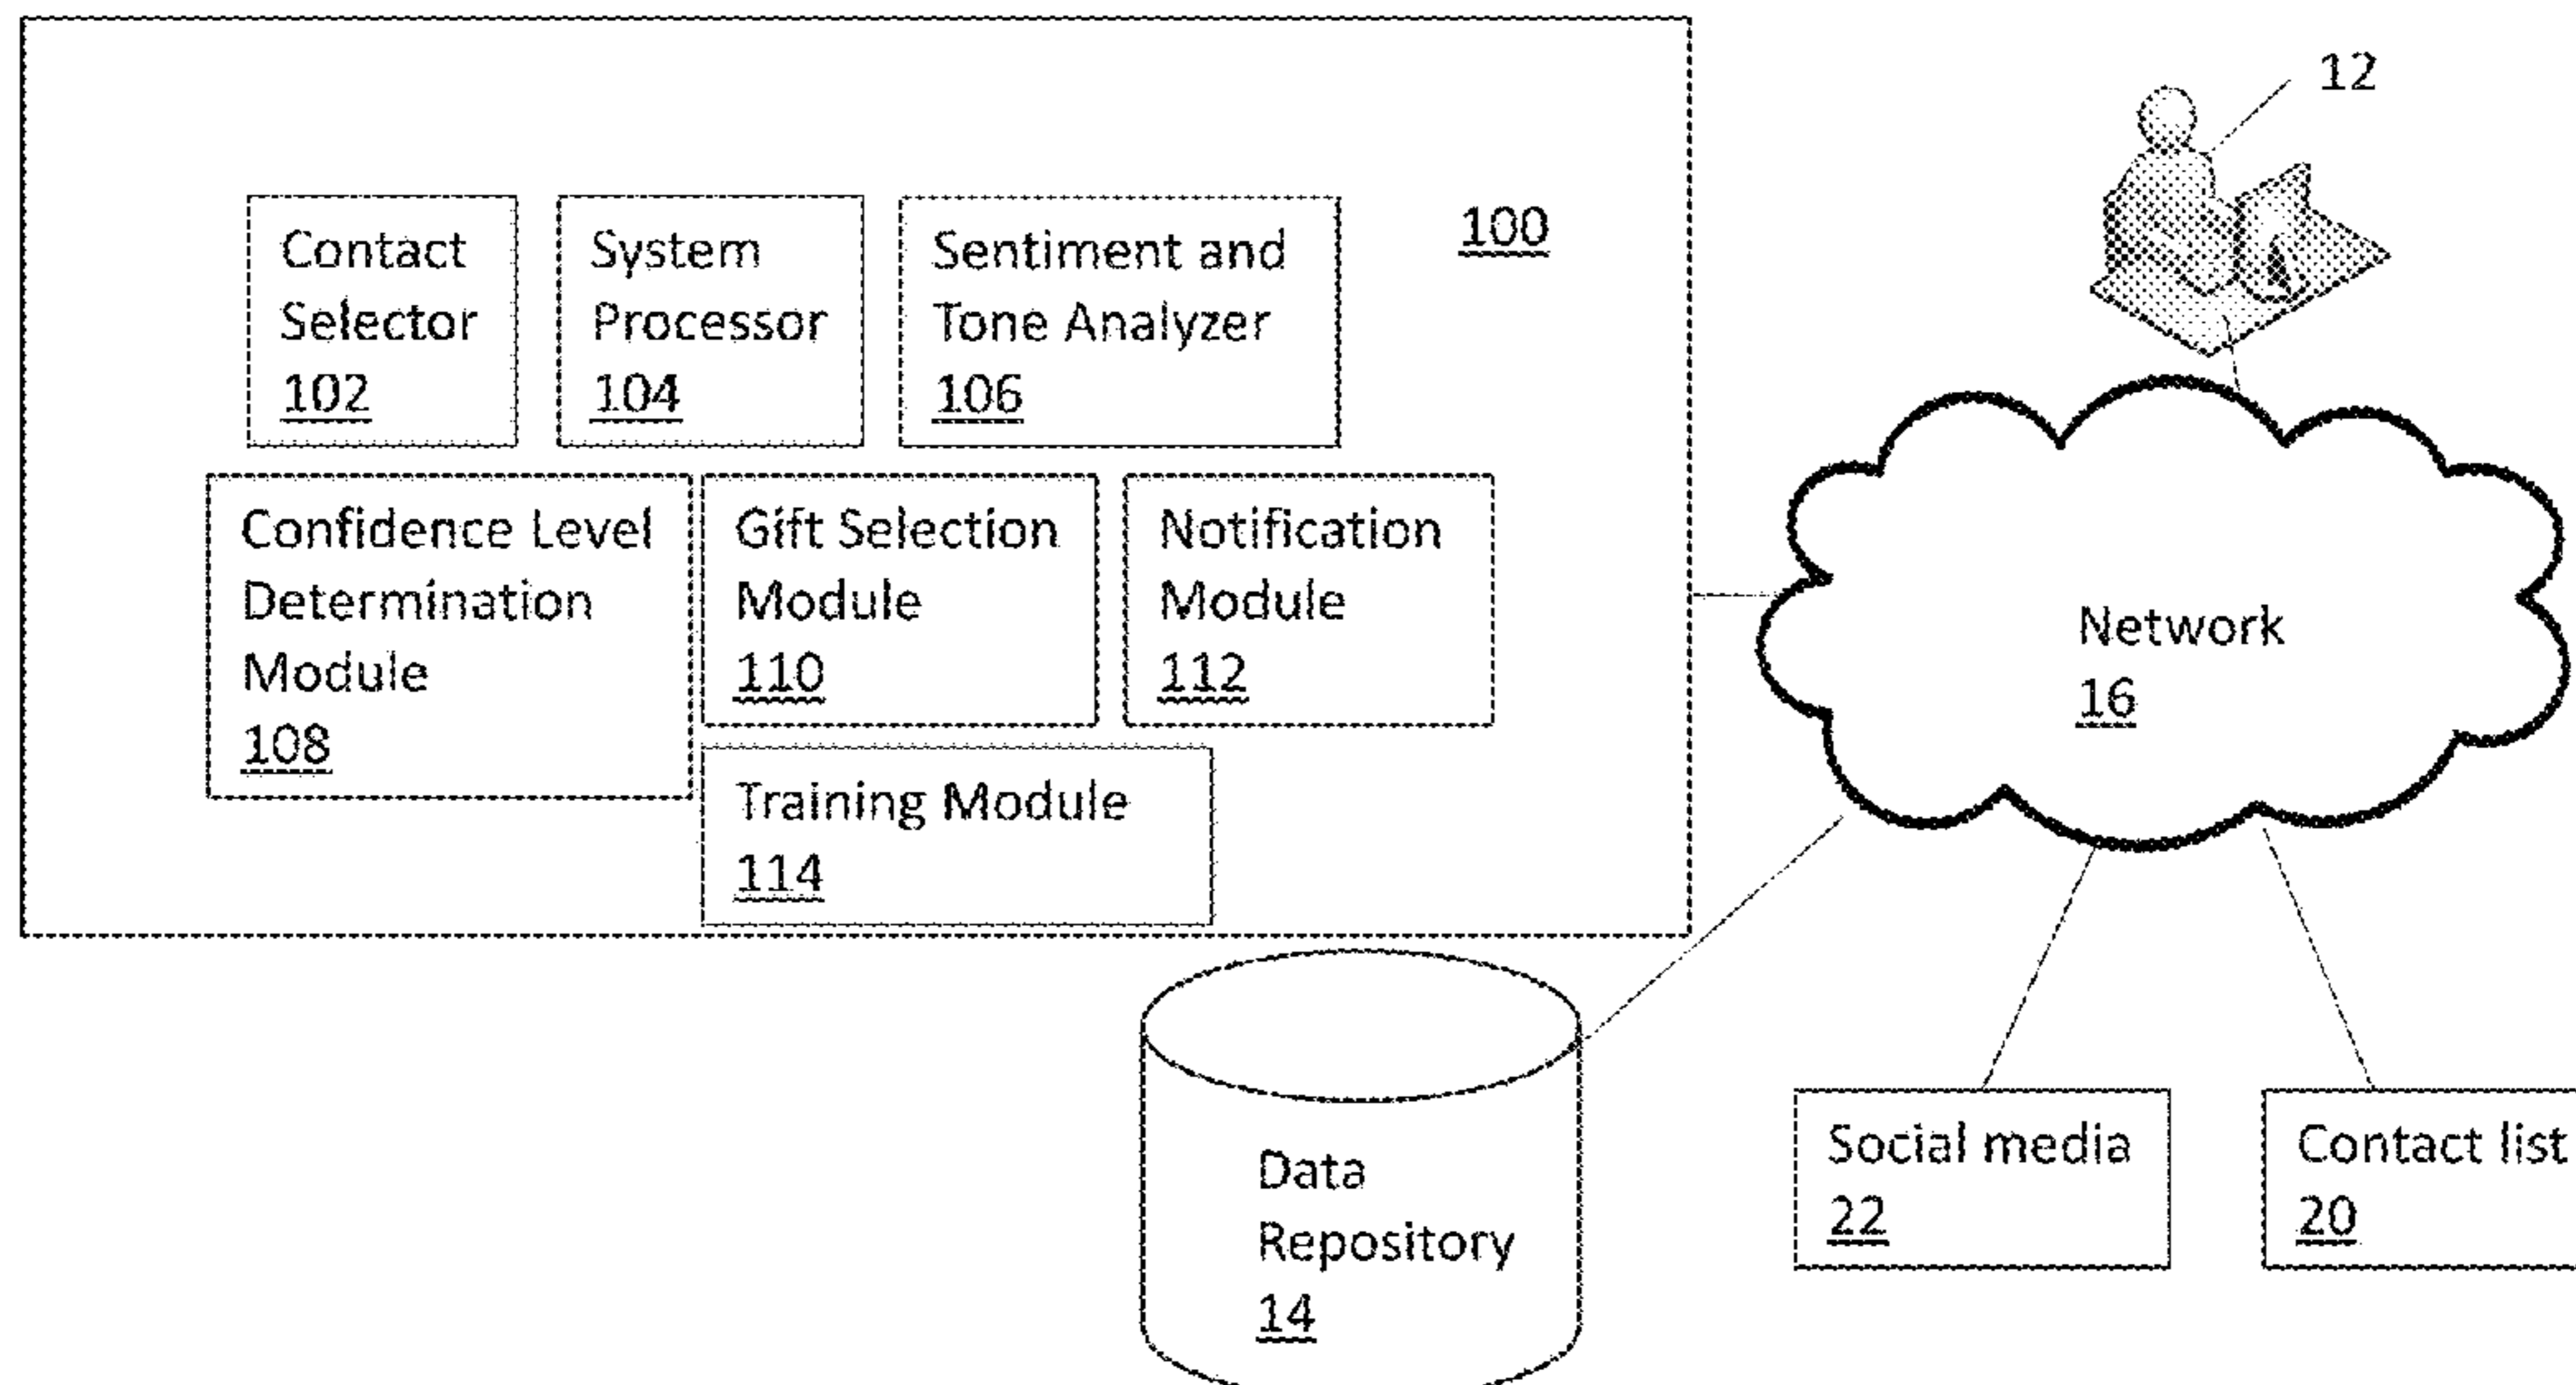 12
100
Contact
Selector
102
System
Processor
104
Sentiment and
Tone Analyzer
106
Confidence Level
Determination
Module
108
Gift Selection
Module
110
Notification
Module
112
Training Module
114
Network
16
Data
Repository
14
Social media
22
Contact list
20